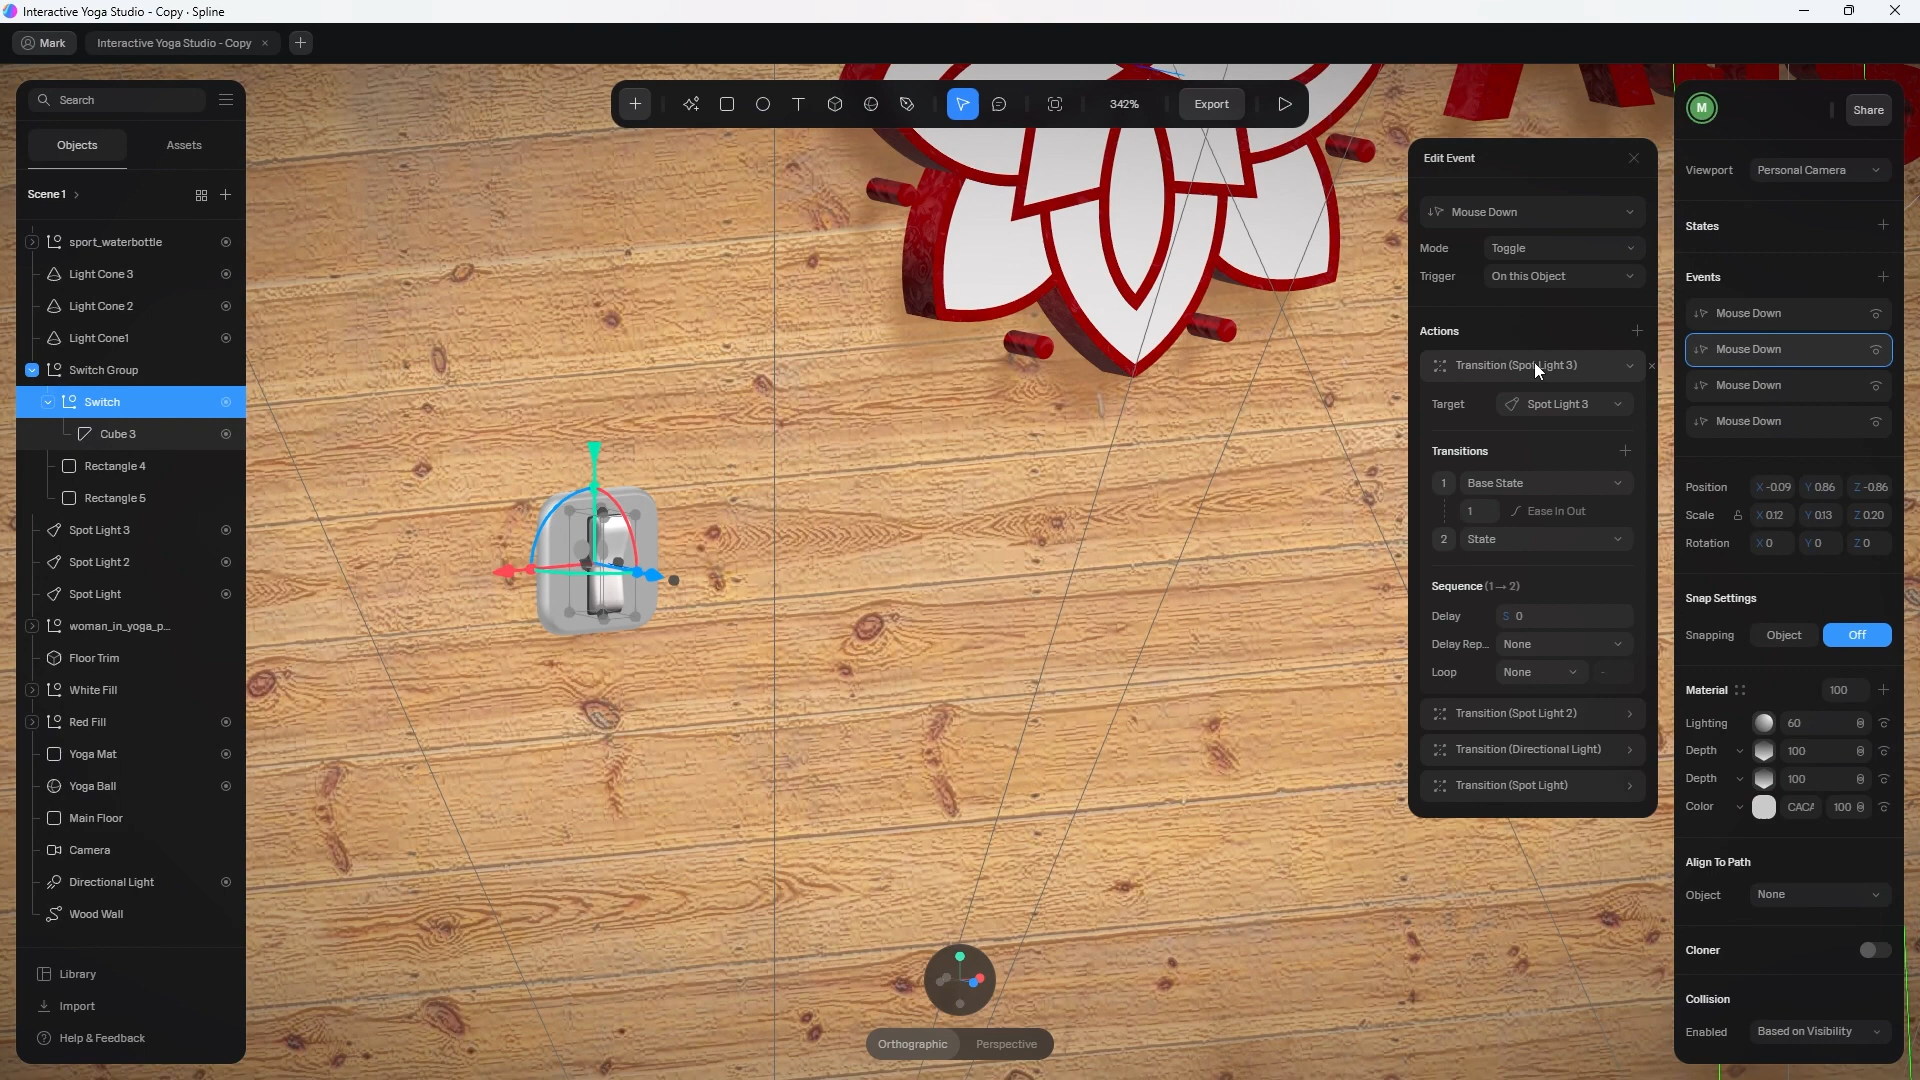 Interactive Yoga Studio - Copy - Spline
Mark
Interactive Yoga Studio - Copy
Search
Objects
Assets
Scene 1
sport_waterbottle
Light Cone 3
Light Cone 2
Light Cone1
Switch Group
Switch
Cube 3
Rectangle 4
Rectangle 5
Spot Light 3
Spot Light 2
Spot Light
woman_in_yoga_p...
Floor Trim
White Fill
Red Fill
Yoga Mat
Yoga Ball
Main Floor
Camera
Directional Light
Wood Wall
Library
Import
Help & Feedback
342%
Export
Orthographic
Perspective
Edit Event
Mouse Down
Mode
Toggle
Trigger
On this Object
Actions
Transition (Spot Light 3)
Target
Spot Light 3
Transitions
1 Base State
1 Ease In Out
2 State
Sequence (1→2)
Delay
S 0
Delay Rep...
None
Loop
None
-
Transition (Spot Light 2)
Transition (Directional Light)
Transition (Spot Light)
M
Share
Viewport
Personal Camera
States
Events
Mouse Down
Mouse Down
Mouse Down
Mouse Down
Position X -0.09 Y 0.86 Z -0.86
Scale X 0.12 Y 0.13 Z 0.20
Rotation X 0 Y 0 Z 0
Snap Settings
Snapping Object Off
Material 100
Lighting 60
Depth 100
Depth 100
Color CACA 100
Align To Path
Object None
Cloner
Collision
Enabled Based on Visibility